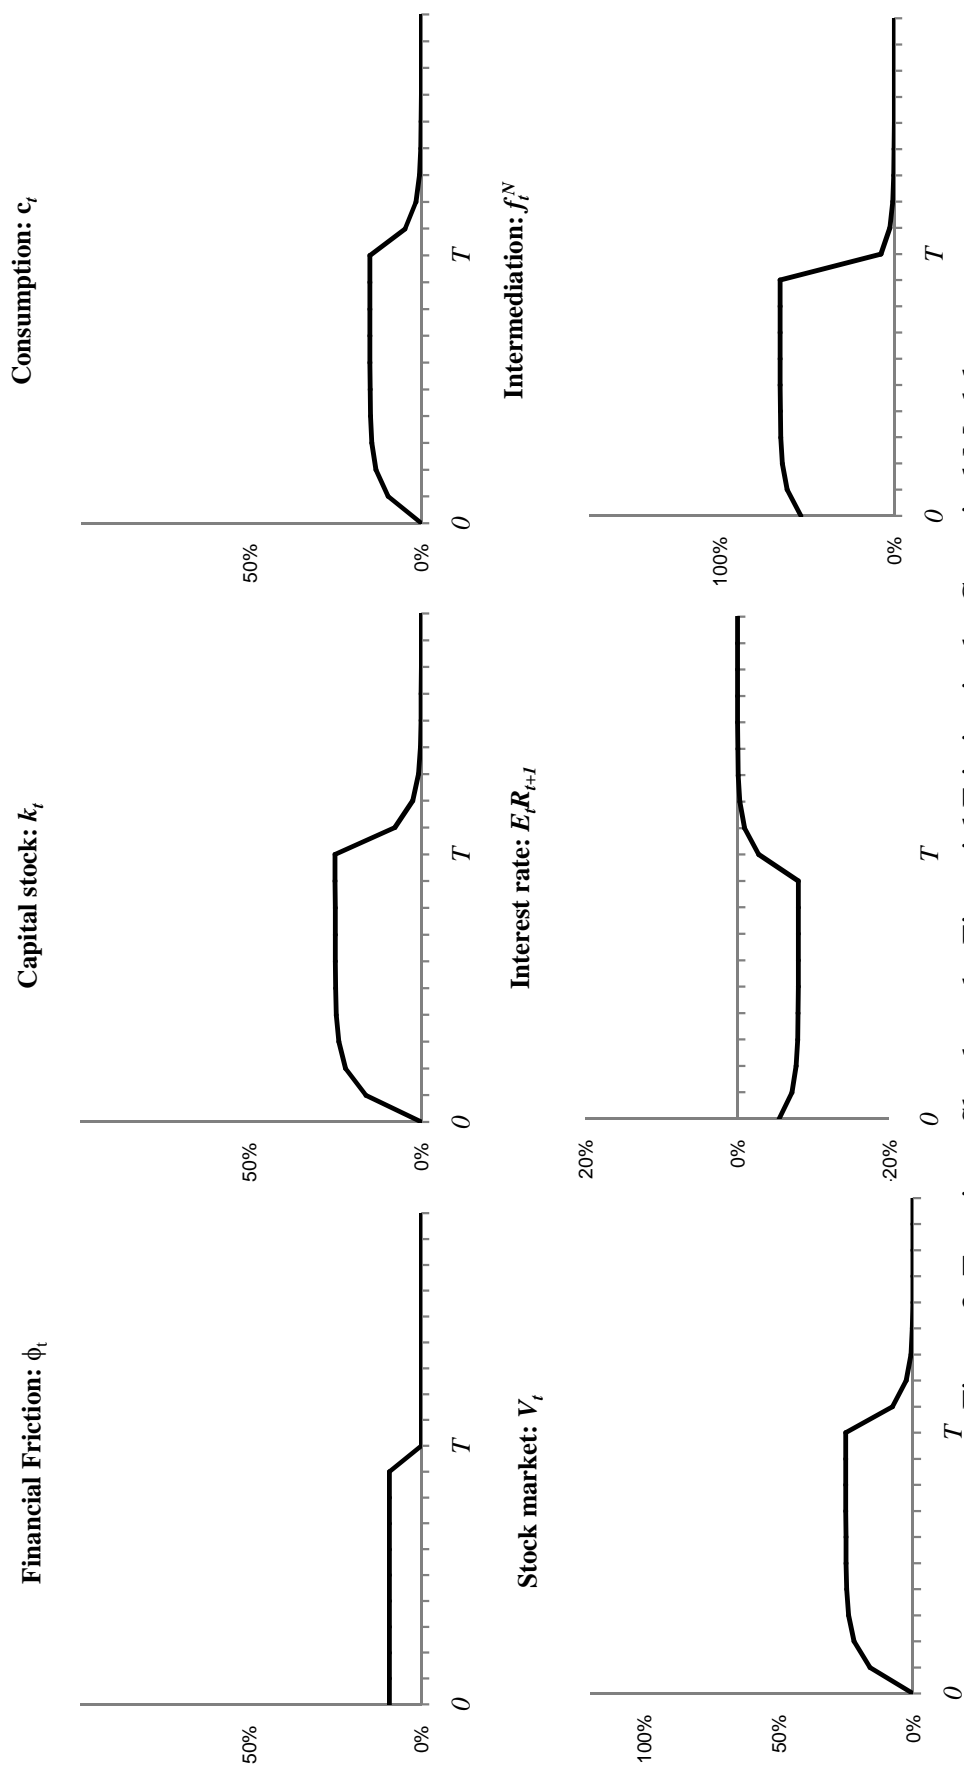 Financial Friction: ϕₜ
50%
0%
0
T
Capital stock: kₜ
50%
0%
0
T
Consumption: cₜ
50%
0%
0
T
Stock market: Vₜ
100%
50%
0%
0
T
Interest rate: EₜRₜ₊₁
20%
0%
20%
0
T
Intermediation: fₜᴺ
100%
0%
0
T